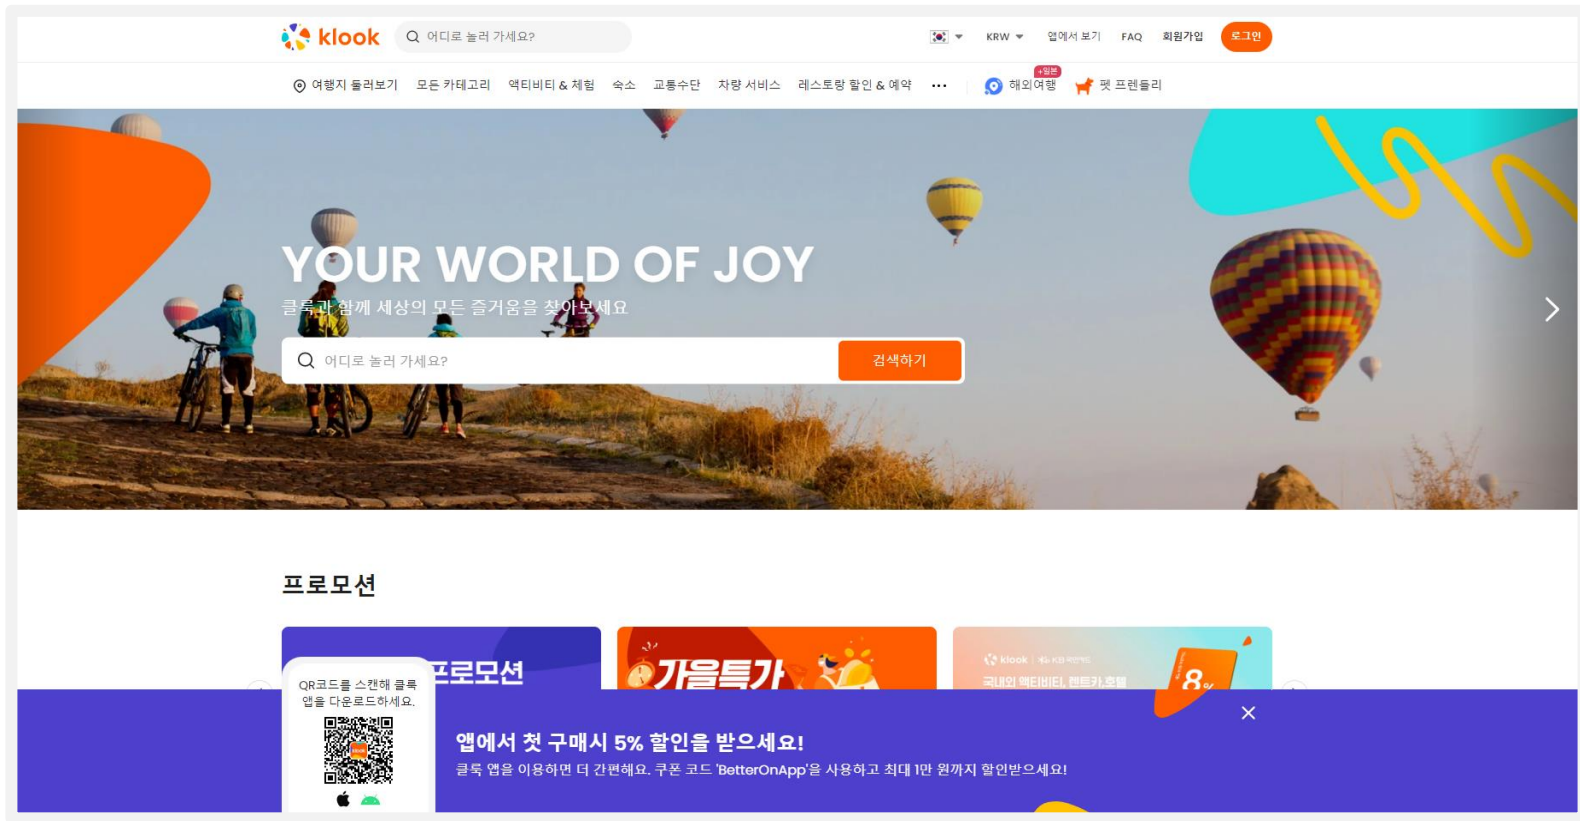 klook
어디로 놀러 가세요?
KRW
앱에서 보기
FAQ
회원가입
로그인
여행지 둘러보기
모든 카테고리
액티비티 & 체험
숙소
교통수단
차량 서비스
레스토랑 할인 & 예약
•••
+일본
해외여행
펫 프렌들리
YOUR WORLD OF JOY
클룩과 함께 세상의 모든 즐거움을 찾아보세요
어디로 놀러 가세요?
검색하기
프로모션
프로모션
가을특가
klook
국내외 액티비티, 렌트카, 호텔
8%
QR코드를 스캔해 클룩
앱을 다운로드하세요.
앱에서 첫 구매시 5% 할인을 받으세요!
클룩 앱을 이용하면 더 간편해요. 쿠폰 코드 'BetterOnApp'을 사용하고 최대 1만 원까지 할인받으세요!